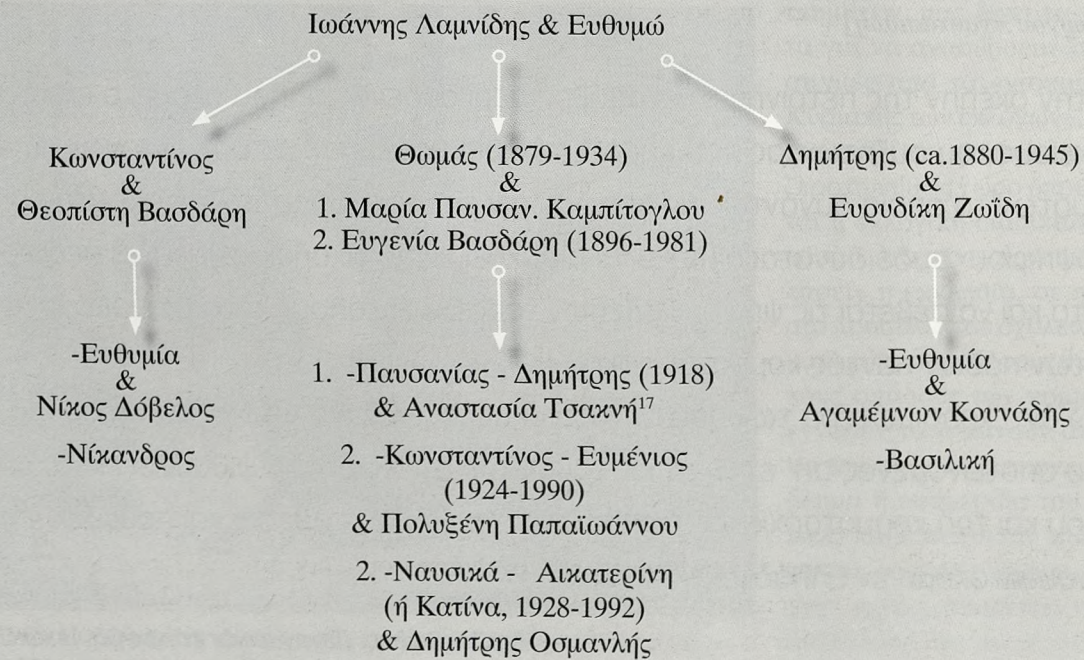 Ιωάννης Λαμνίδης & Ευθυμώ
Κωνσταντίνος
&
Θεοπίστη Βασδάρη
Θωμάς (1879-1934)
&
1. Μαρία Παυσαν. Καμπίτογλου
2. Ευγενία Βασδάρη (1896-1981)
Δημήτρης (ca.1880-1945)
&
Ευρυδίκη Ζωΐδη
-Ευθυμία
&
Νίκος Δόβελος
-Νίκανδρος
1. -Παυσανίας - Δημήτρης (1918)
& Αναστασία Τσακνή¹⁷
2. -Κωνσταντίνος - Ευμένιος
(1924-1990)
& Πολυξένη Παπαϊωάννου
2. -Ναυσικά - Αικατερίνη
(ή Κατίνα, 1928-1992)
& Δημήτρης Οσμανλής
-Ευθυμία
&
Αγαμέμνων Κουνάδης
-Βασιλική